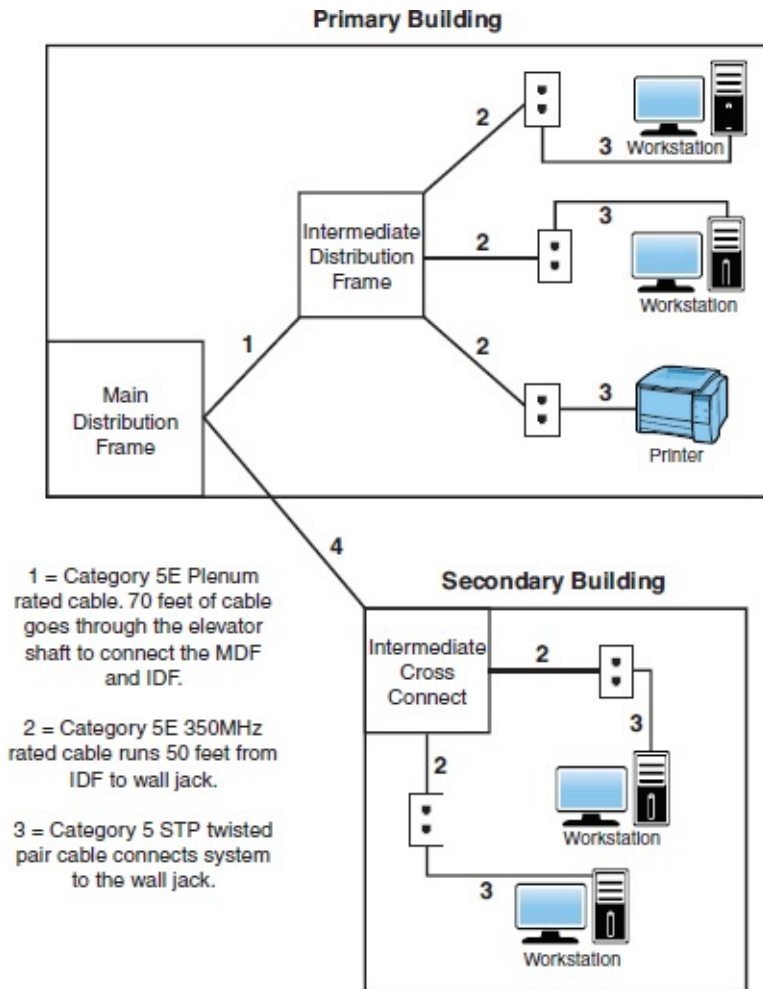 Primary Building
2
3
Workstation
Intermediate
Distribution
Frame
2
3
Workstation
1
2
3
Printer
Main
Distribution
Frame
4
1 = Category 5E Plenum
rated cable. 70 feet of cable
goes through the elevator
shaft to connect the MDF
and IDF.
2 = Category 5E 350MHz
rated cable runs 50 feet from
IDF to wall jack.
3 = Category 5 STP twisted
pair cable connects system
to the wall jack.
Secondary Building
Intermediate
Cross
Connect
2
3
Workstation
2
3
Workstation